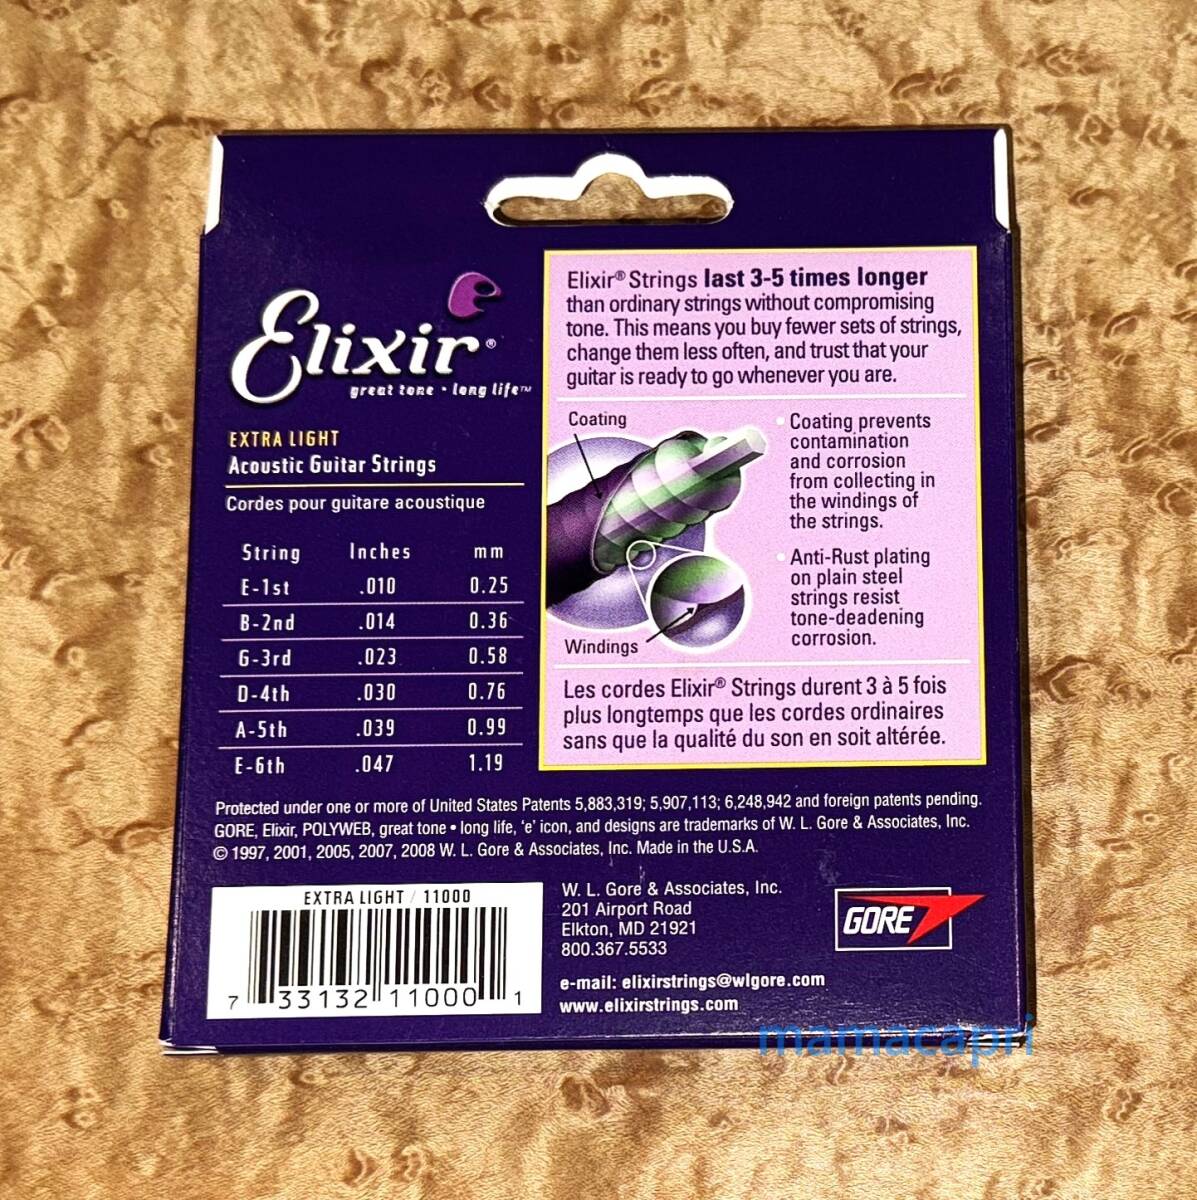 Elixir®
great tone • long life™
EXTRA LIGHT
Acoustic Guitar Strings
Cordes pour guitare acoustique
String Inches mm
E-1st .010 0.25
B-2nd .014 0.36
G-3rd .023 0.58
D-4th .030 0.76
A-5th .039 0.99
E-6th .047 1.19
Elixir® Strings last 3-5 times longer
than ordinary strings without compromising
tone. This means you buy fewer sets of strings,
change them less often, and trust that your
guitar is ready to go whenever you are.
Coating
Windings
• Coating prevents
contamination
and corrosion
from collecting in
the windings of
the strings.
• Anti-Rust plating
on plain steel
strings resist
tone-deadening
corrosion.
Les cordes Elixir® Strings durent 3 à 5 fois
plus longtemps que les cordes ordinaires
sans que la qualité du son en soit altérée.
Protected under one or more of United States Patents 5,883,319; 5,907,113; 6,248,942 and foreign patents pending.
GORE, Elixir, POLYWEB, great tone • long life, 'e' icon, and designs are trademarks of W. L. Gore & Associates, Inc.
© 1997, 2001, 2005, 2007, 2008 W. L. Gore & Associates, Inc. Made in the U.S.A.
EXTRA LIGHT / 11000
7 33132 11000 1
W. L. Gore & Associates, Inc.
201 Airport Road
Elkton, MD 21921
800.367.5533
e-mail: elixirstrings@wlgore.com
www.elixirstrings.com
GORE
mamacapri